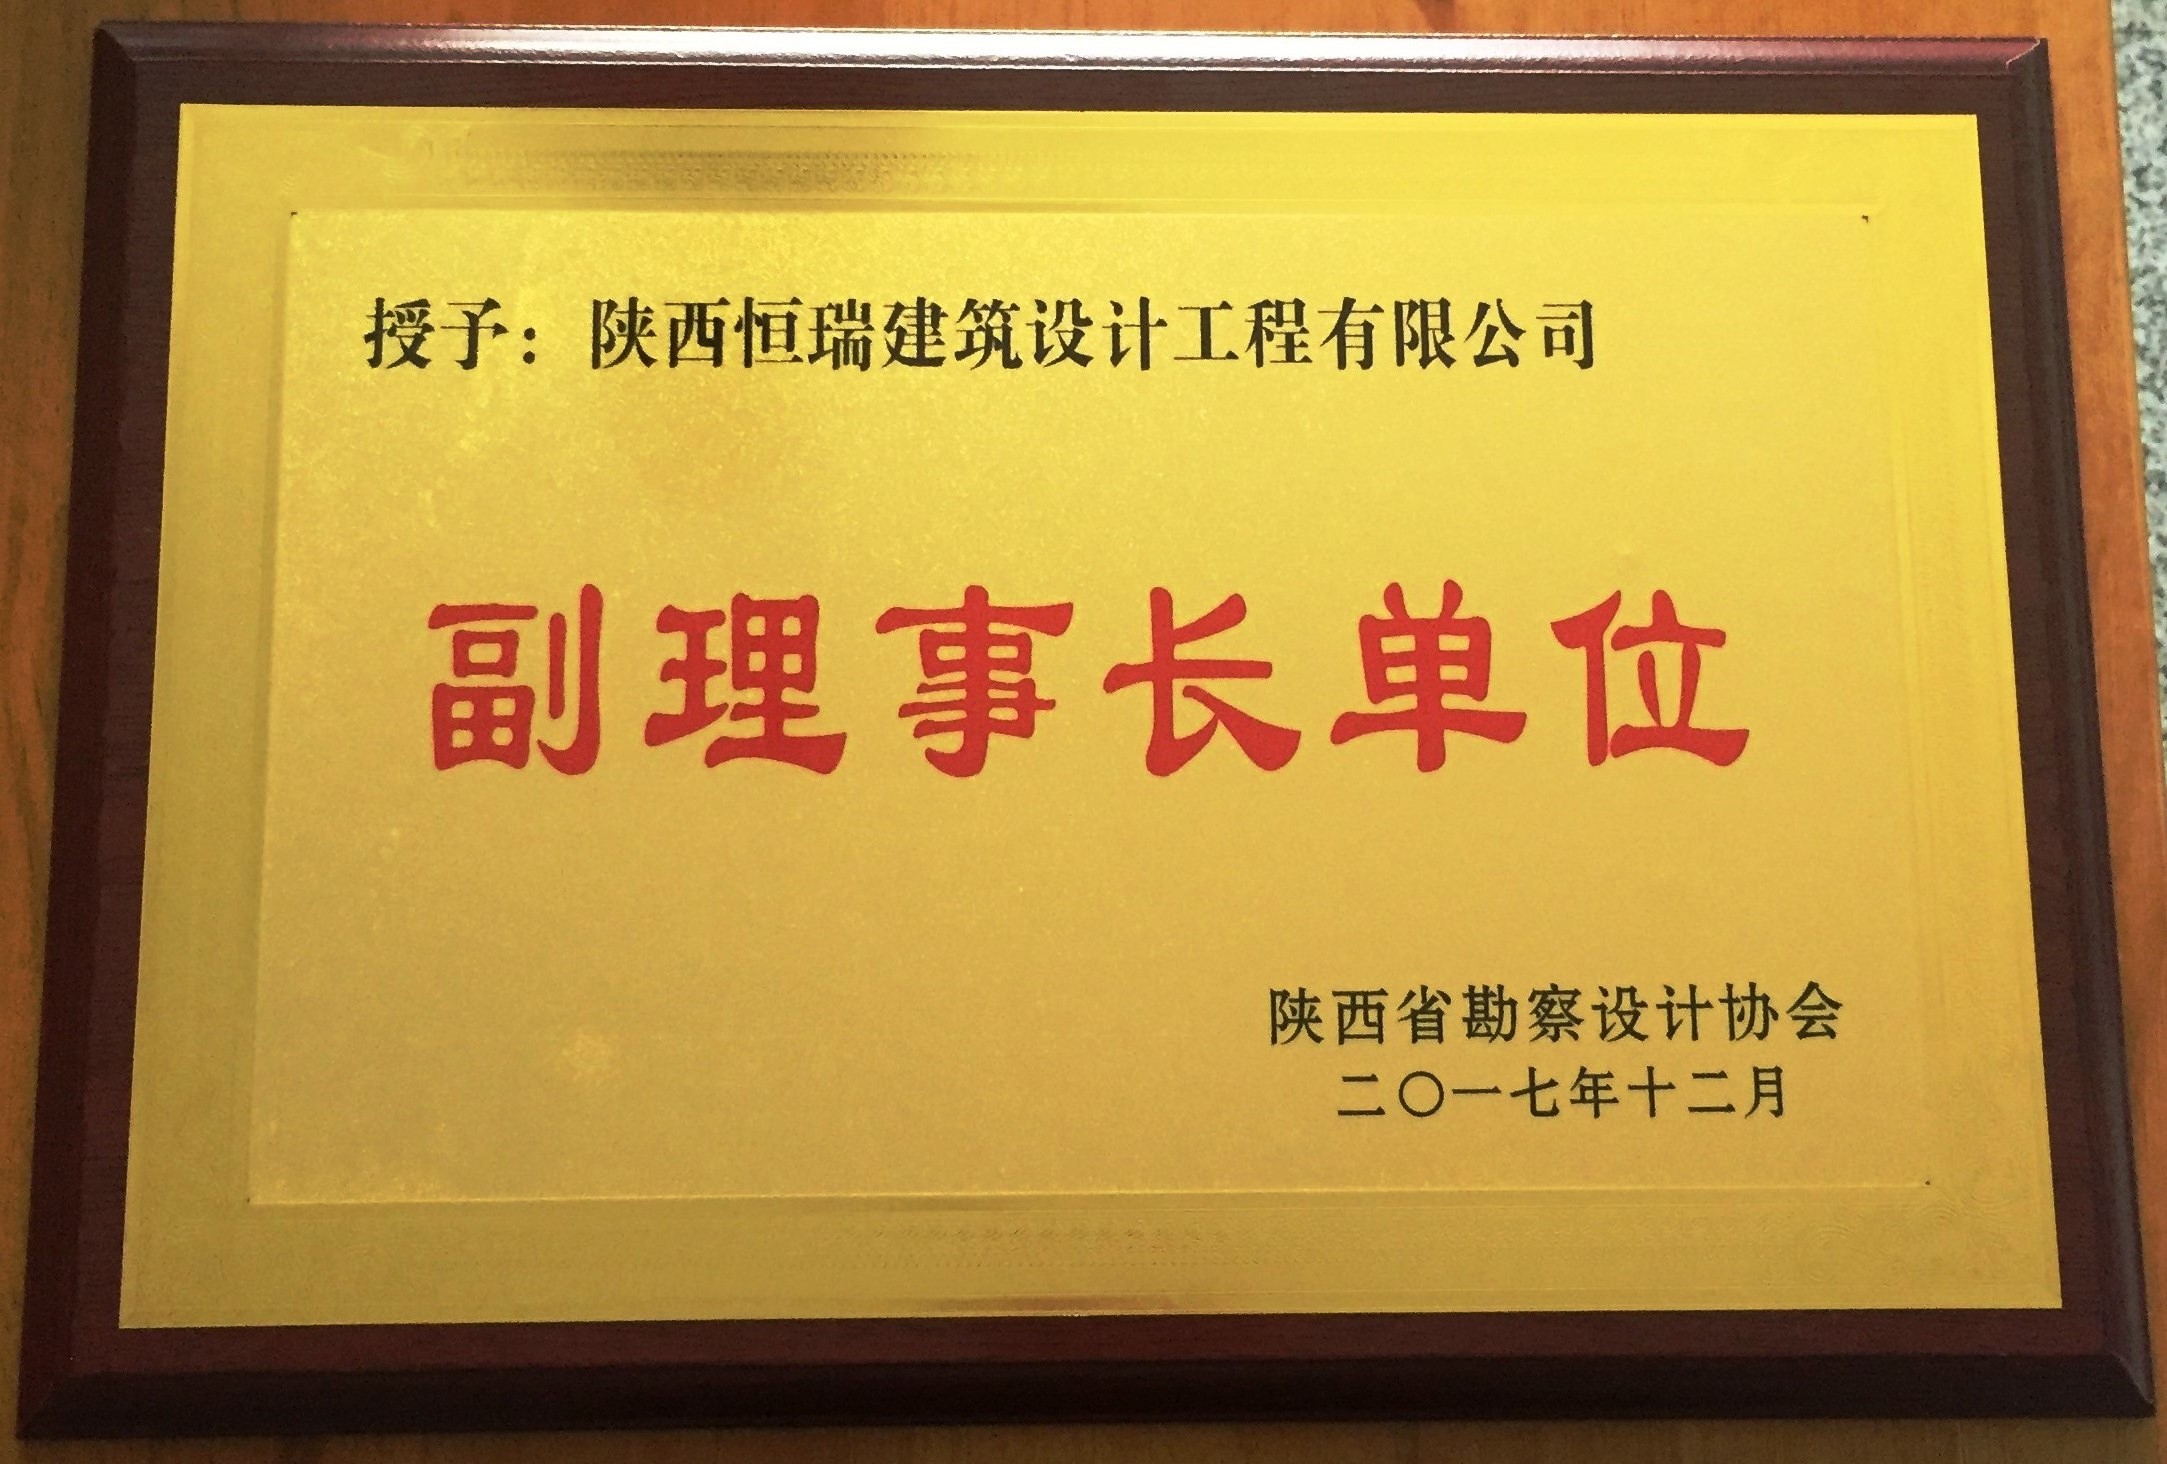 授予：陕西恒瑞建筑设计工程有限公司
副理事长单位
陕西省勘察设计协会
二〇一七年十二月